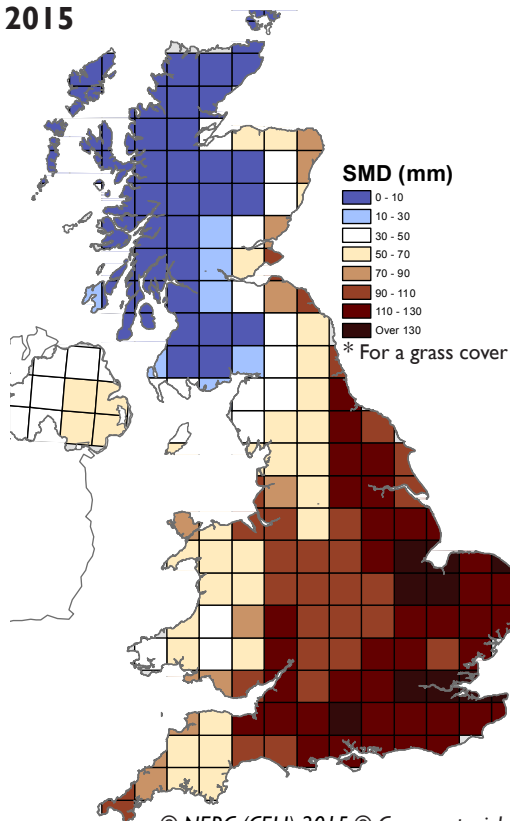 2015
SMD (mm)
0 - 10
10 - 30
30 - 50
50 - 70
70 - 90
90 - 110
110 - 130
Over 130
* For a grass cover
© NERC (CEH) 2015 ©